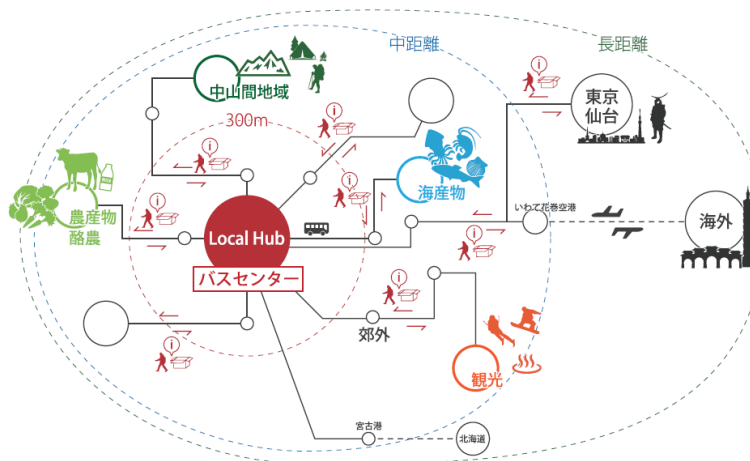 中距離
長距離
中山間地域
300m
東京
仙台
海産物
農産物
酪農
いわて花巻空港
海外
Local Hub
バスセンター
郊外
観光
宮古港
北海道
i
i
i
i
i
i
i
i